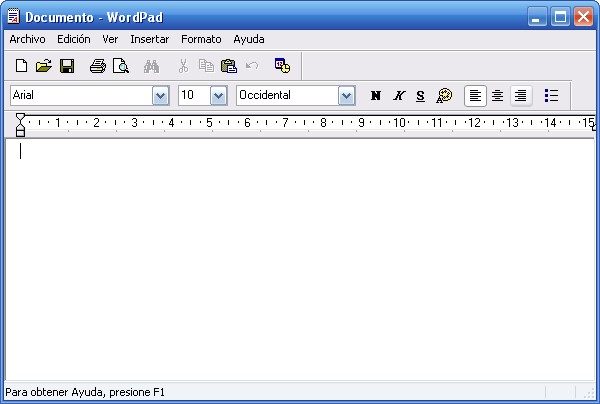 Documento - WordPad
Archivo Edición Ver Insertar Formato Ayuda
Arial 10 Occidental N K S
1 2 3 4 5 6 7 8 9 10 11 12 13 14 15
Para obtener Ayuda, presione F1